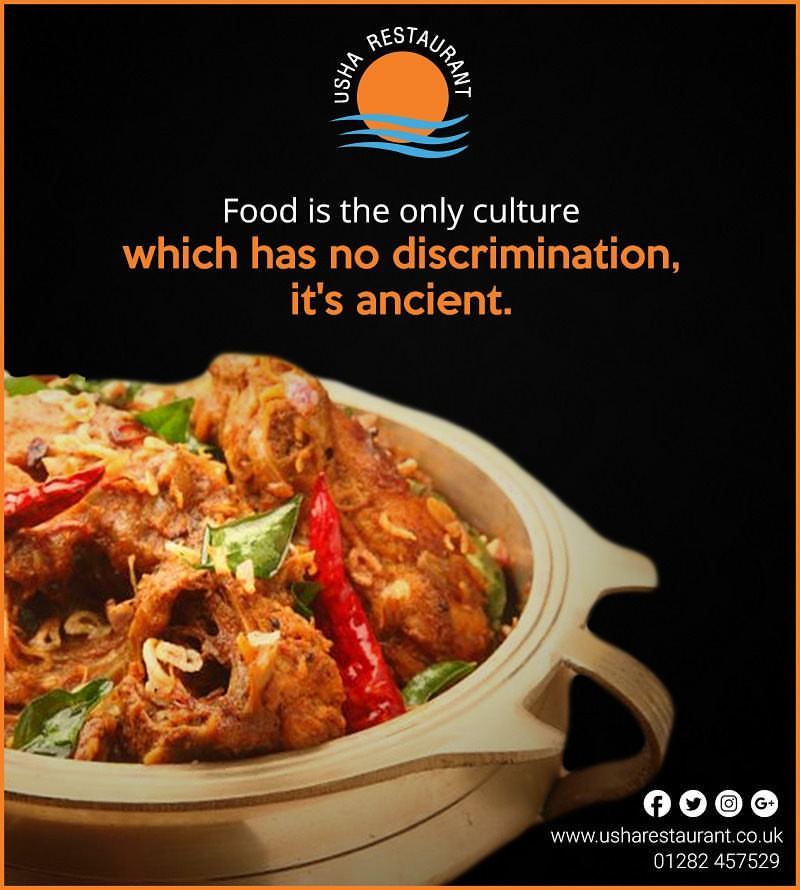 USHA RESTAURANT
Food is the only culture
which has no discrimination,
it's ancient.
www.usharestaurant.co.uk
01282 457529